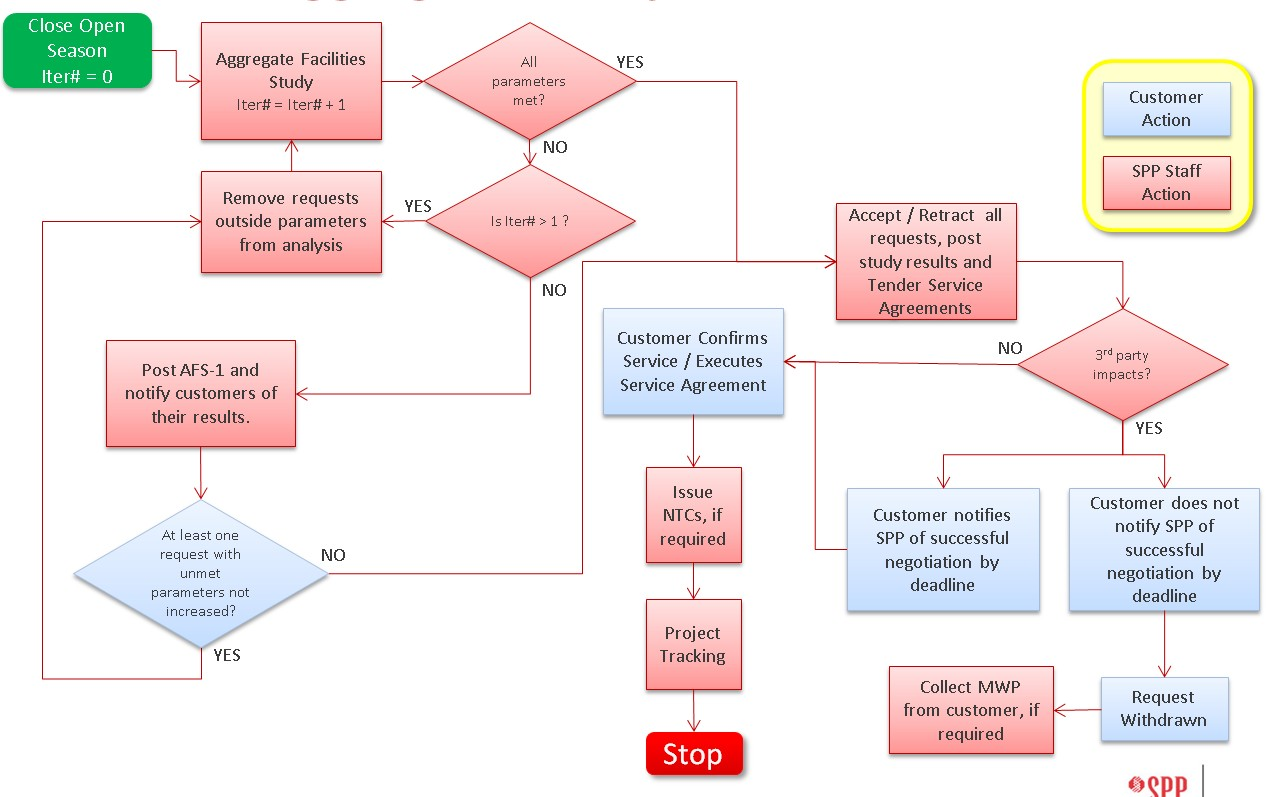 Close Open
Season
Iter# = 0
Aggregate Facilities
Study
Iter# = Iter# + 1
All
parameters
met?
YES
NO
Customer
Action
SPP Staff
Action
Remove requests
outside parameters
from analysis
YES
Is Iter# > 1 ?
NO
Accept / Retract all
requests, post
study results and
Tender Service
Agreements
Customer Confirms
Service / Executes
Service Agreement
NO
3rd party
impacts?
YES
Post AFS-1 and
notify customers of
their results.
Issue
NTCs, if
required
Customer notifies
SPP of successful
negotiation by
deadline
Customer does not
notify SPP of
successful
negotiation by
deadline
At least one
request with
unmet
parameters not
increased?
NO
YES
Project
Tracking
Collect MWP
from customer, if
required
Request
Withdrawn
Stop
SPP